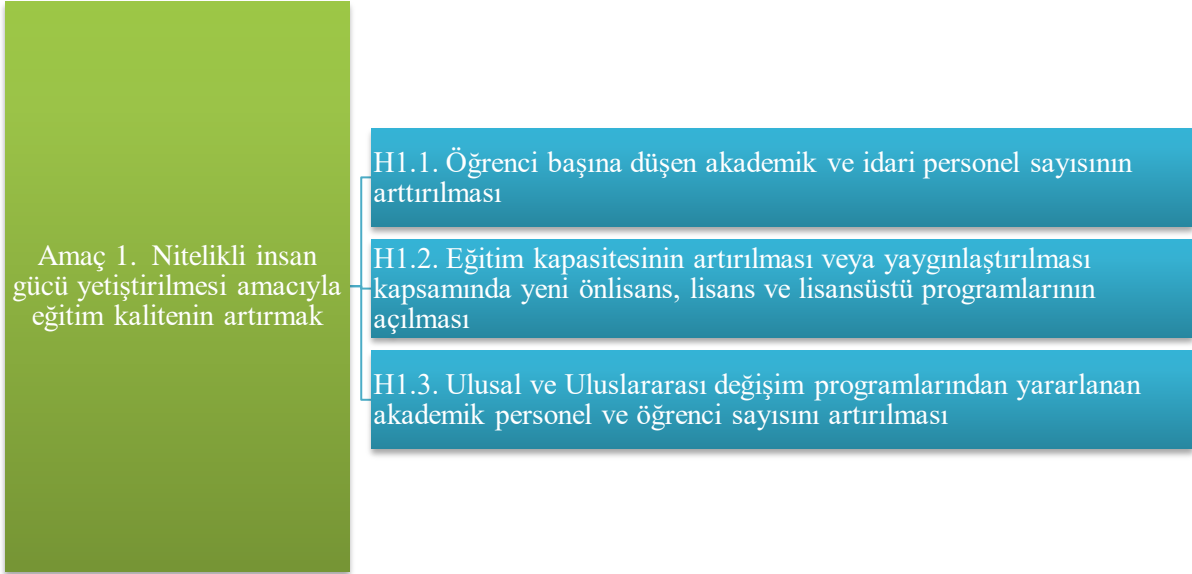 Amaç 1.  Nitelikli insan
gücü yetiştirilmesi amacıyla
eğitim kalitenin artırmak
H1.1. Öğrenci başına düşen akademik ve idari personel sayısının
arttırılması
H1.2. Eğitim kapasitesinin artırılması veya yaygınlaştırılması
kapsamında yeni önlisans, lisans ve lisansüstü programlarının
açılması
H1.3. Ulusal ve Uluslararası değişim programlarından yararlanan
akademik personel ve öğrenci sayısını artırılması